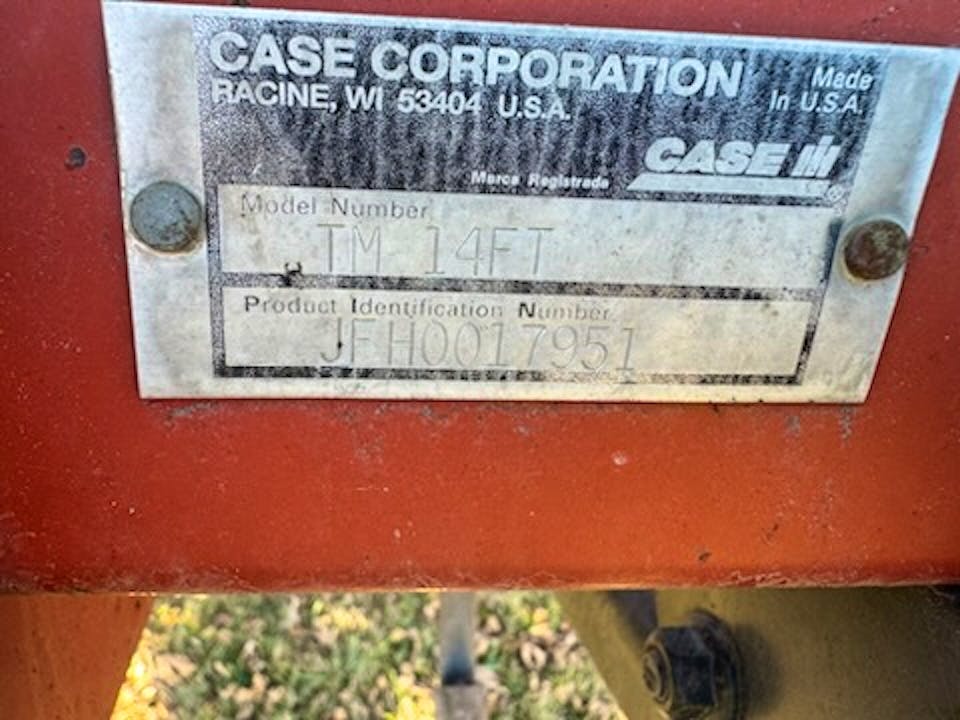 CASE CORPORATION
RACINE, WI 53404 U.S.A.
Made
In U.S.A.
CASE IH
®
Marca Registrada
Model Number
TM 14FT
Product Identification Number
JFH0017951